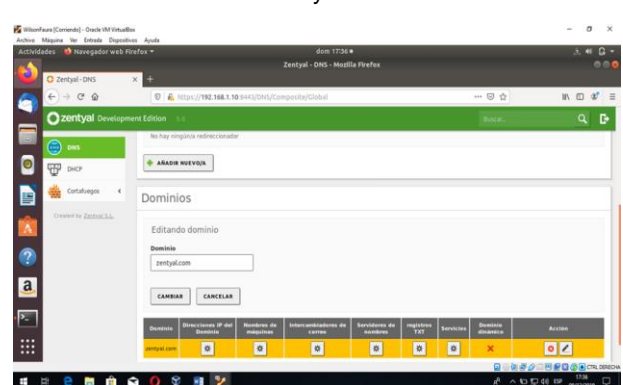 WilsonFaure [Corriendo] - Oracle VM VirtualBox
Archivo Máquina Ver Entrada Dispositivos Ayuda
Actividades Navegador web Firefox dom 17:36
Zentyal - DNS - Mozilla Firefox
Zentyal - DNS
https://192.168.1.10:8443/DNS/Composite/Global
zentyal Development Edition Buscar...
No hay ningún/a redireccionador
DNS
AÑADIR NUEVO/A
DHCP
Cortafuegos
Dominios
Created by Zentyal S.L.
Editando dominio
Dominio
zentyal.com
CAMBIAR CANCELAR
Dominio Direcciones IP del Dominio Nombres de máquinas Intercambiadores de correo Servidores de nombres registros TXT Servicios Dominio dinámico Acción
zentyal.com
CTRL DERECHA
ESP 17:36